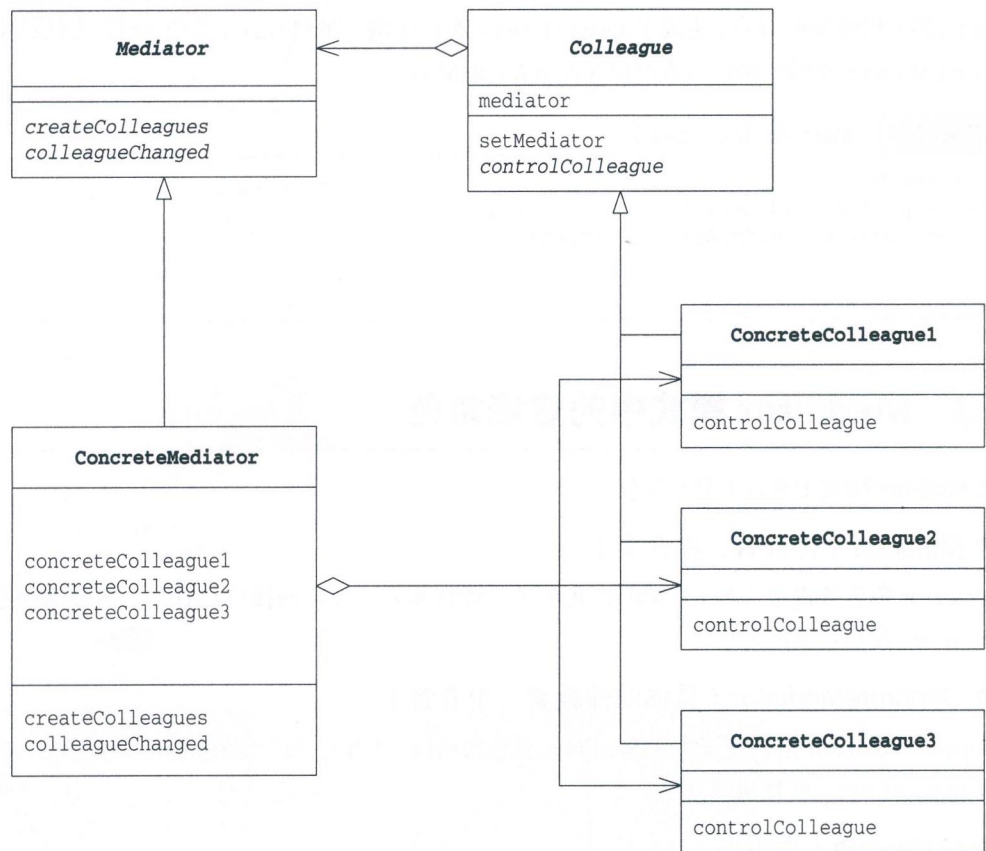 Mediator
createColleagues
colleagueChanged
Colleague
mediator
setMediator
controlColleague
ConcreteColleague1
controlColleague
ConcreteMediator
concreteColleague1
concreteColleague2
concreteColleague3
createColleagues
colleagueChanged
ConcreteColleague2
controlColleague
ConcreteColleague3
controlColleague